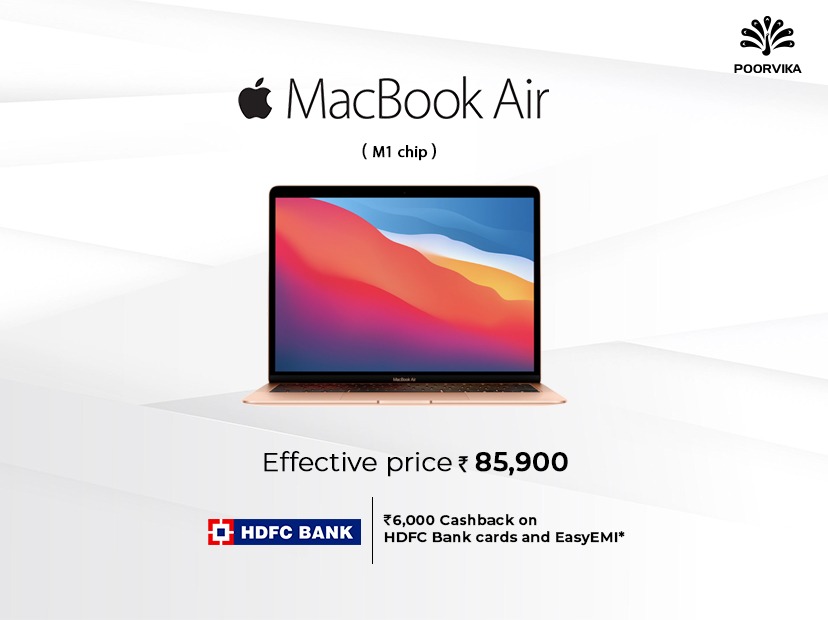 POORVIKA
MacBook Air
( M1 chip )
MacBook Air
Effective price ₹ 85,900
HDFC BANK
₹6,000 Cashback on
HDFC Bank cards and EasyEMI*